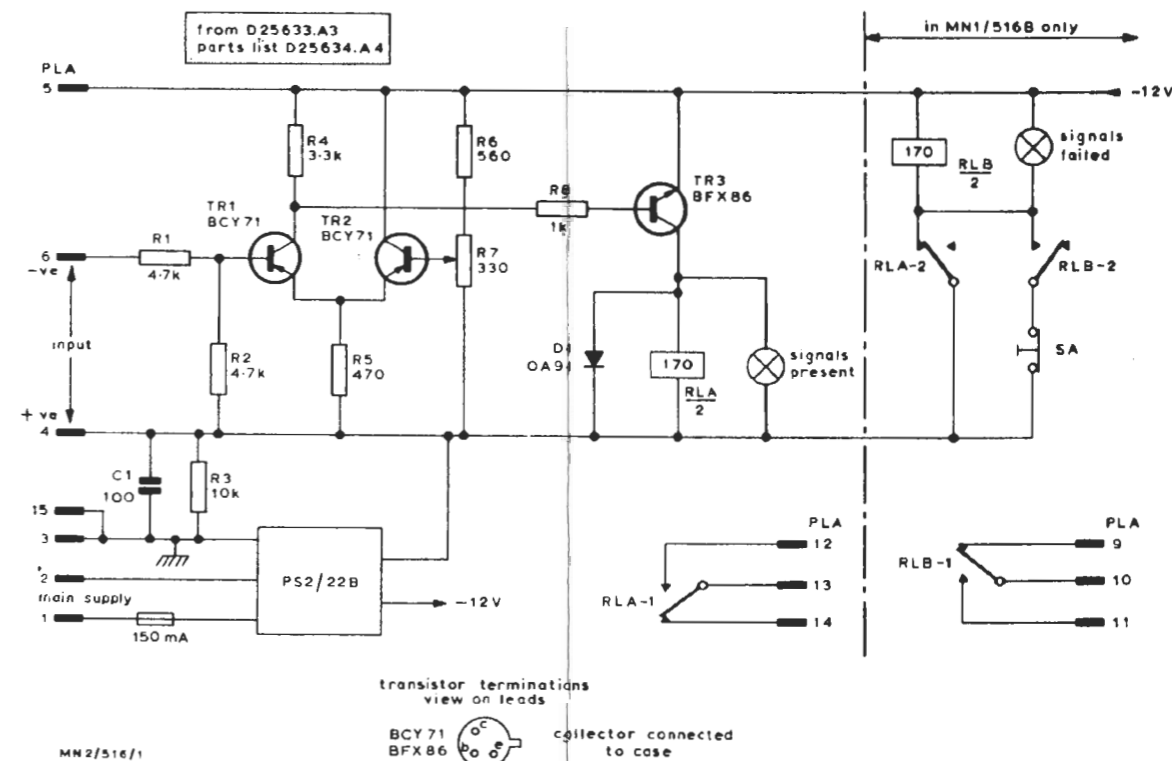 from D25633.A3
parts list D25634.A4
in MN1/516B only
PLA
5
-12V
R4
3·3k
R6
560
170
RLB
2
signals
failed
TR1
BCY71
TR2
BCY71
R8
1k
TR3
BFX86
R1
4·7k
6
-ve
R7
330
RLA-2
RLB-2
input
R2
4·7k
R5
470
D1
OA91
170
RLA
2
signals
present
SA
+ve
4
C1
100
R3
10k
15
3
2
main supply
1
150mA
PS2/22B
-12V
PLA
12
13
14
RLA-1
PLA
9
10
11
RLB-1
transistor terminations
view on leads
BCY71
BFX86
c
b
e
collector connected
to case
MN2/516/1